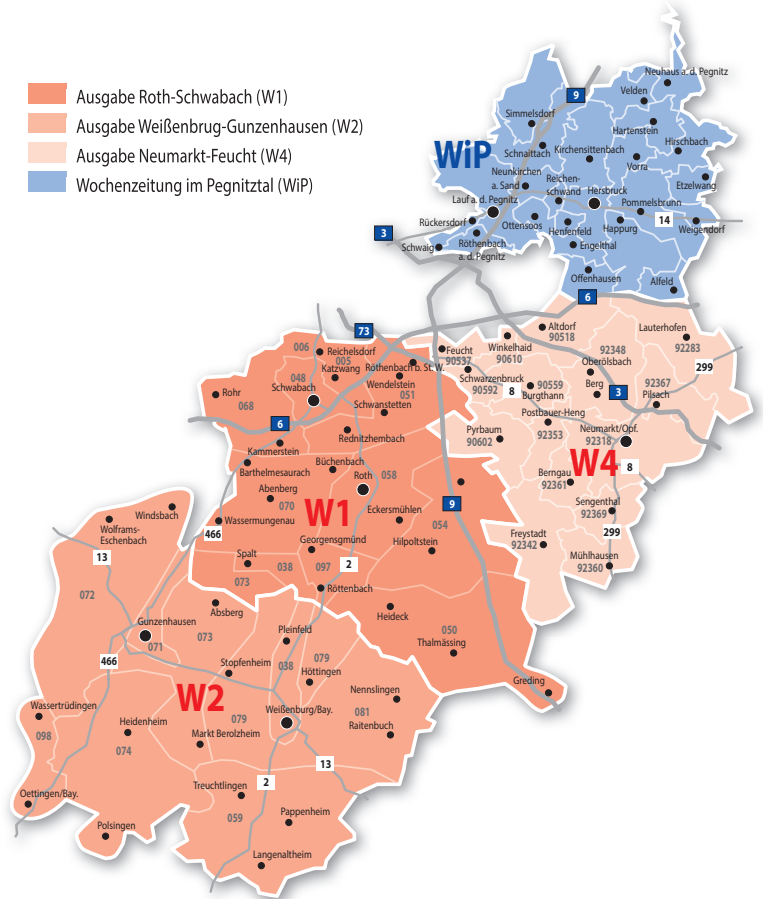 Ausgabe Roth-Schwabach (W1)
Ausgabe Weißenbrug-Gunzenhausen (W2)
Ausgabe Neumarkt-Feucht (W4)
Wochenzeitung im Pegnitztal (WiP)
Neuhaus a. d. Pegnitz
Velden
9
Simmelsdorf
Hartenstein
Hirschbach
WiP
Schnaittach
Kirchensittenbach
Vorra
Neunkirchen
a. Sand
Reichen-
schwand
Hersbruck
Etzelwang
Lauf a. d. Pegnitz
Pommelsbrunn
14
Rückersdorf
Ottensoos
Henfenfeld
Happurg
Weigendorf
3
Schwaig
Röthenbach
a. d. Pegnitz
Engelthal
Offenhausen
Alfeld
6
73
Altdorf
90518
Lauterhofen
92283
006
Reichelsdorf
005
Katzwang
Röthenbach b. St. W.
Feucht
90537
Winkelhaid
90610
92348
Oberölsbach
299
048
Schwabach
Wendelstein
051
Schwarzenbruck
90592
8
90559
Burgthann
Berg
3
92367
Pilsach
Rohr
068
Schwanstetten
Postbauer-Heng
92353
6
Rednitzhembach
Pyrbaum
90602
Neumarkt/Opf.
92318
Kammerstein
W4
8
Barthelmesaurach
Büchenbach
Roth
058
Berngau
92361
Abenberg
070
W1
Eckersmühlen
9
Sengenthal
92369
Windsbach
Wassermungenau
054
Wolframs-
Eschenbach
466
Georgensgmünd
Hilpoltstein
Freystadt
92342
299
13
Spalt
038
097
2
Mühlhausen
92360
073
Röttenbach
072
Absberg
Heideck
Gunzenhausen
071
073
Pleinfeld
050
Thalmässing
466
Stopfenheim
038
079
Höttingen
Greding
W2
Nennslingen
Wassertrüdingen
Weißenburg/Bay.
081
Heidenheim
079
Raitenbuch
098
Markt Berolzheim
074
13
2
Treuchtlingen
Oettingen/Bay.
059
Pappenheim
Polsingen
Langenaltheim